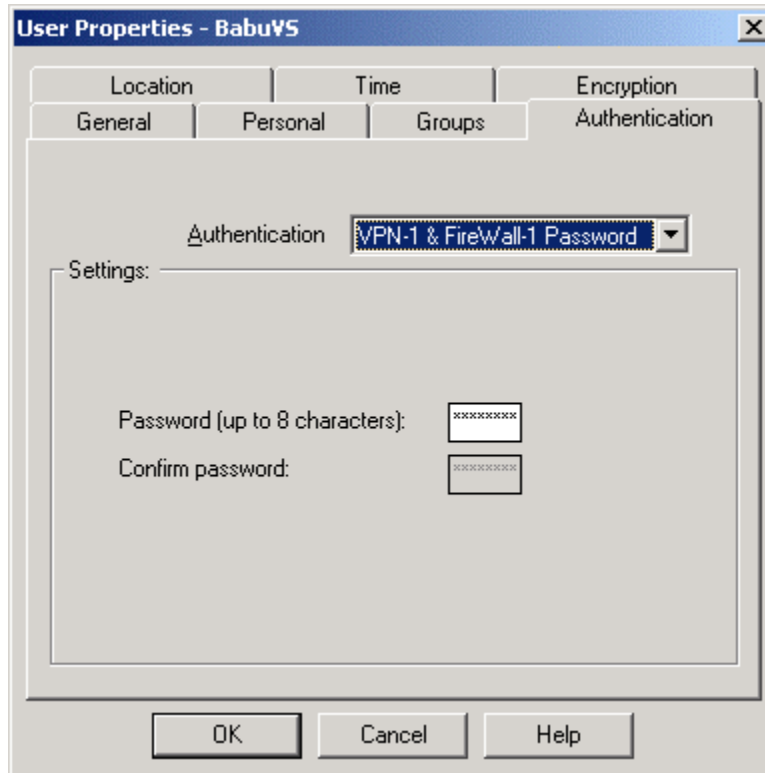 User Properties - BabuVS
Location Time Encryption
General Personal Groups Authentication
Authentication VPN-1 & FireWall-1 Password
Settings:
Password (up to 8 characters): ********
Confirm password: ********
OK Cancel Help